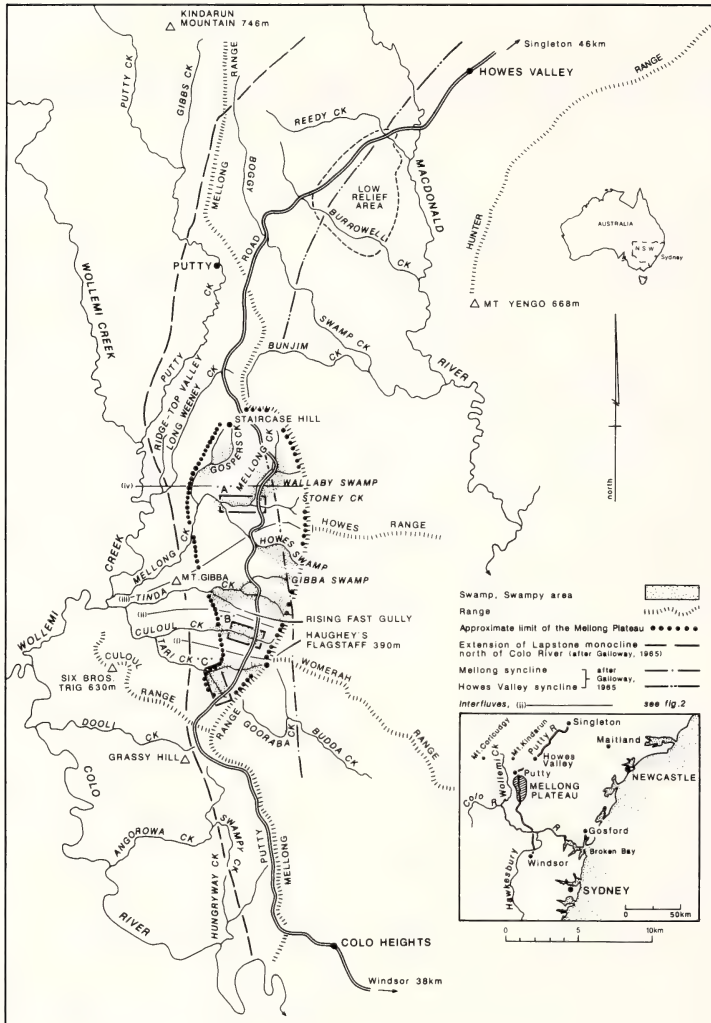 KINDARUN
MOUNTAIN 746m
Singleton 46km
HOWES VALLEY
PUTTY CK
GIBBS CK
RANGE
MELLONG
BOGGY
REEDY CK
MACDONALD
RANGE
HUNTER
LOW
RELIEF
AREA
BURROWELL
CK
AUSTRALIA
N S W
Sydney
WOLLEMI CREEK
PUTTY
ROAD
MT YENGO 668m
SWAMP CK
BUNJIM
CK
RIVER
PUTTY
CK
RIDGE-TOP VALLEY
LONG WEENEY CK
STAIRCASE HILL
GOSPERS CK
MELLONG
CK
north
(iv)
A
WALLABY SWAMP
STONEY CK
HOWES
RANGE
MELLONG CK
HOWES SWAMP
CREEK
WOLLEMI
MT. GIBBA
GIBBA SWAMP
(iii)
TINDA
CK
(ii)
RISING FAST GULLY
CULOUL CK
B
HAUGHEY'S
FLAGSTAFF 390m
(i)
TARI CK
'C'
CULOUL
SIX BROS.
TRIG 630m
RANGE
WOMERAH
RANGE
RANGE
DOOLI
CK
GOORABA CK
BUDDA CK
GRASSY HILL
COLO
ANGOROWA
CK
SWAMPY CK
PUTTY
MELLONG
HUNGRYWAY CK
RIVER
COLO HEIGHTS
Windsor 38km
Swamp, Swampy area
Range
Approximate limit of the Mellong Plateau
Extension of Lapstone monocline
north of Colo River (after Galloway, 1965)
Mellong syncline
Howes Valley syncline
after
Galloway,
1965
Interfluves, (ii)
see fig.2
Mt Coricudgy
Mt. Kindarun
Putty R
Singleton
Maitland
Howes
Valley
Wollemi Ck
Putty
NEWCASTLE
MELLONG
PLATEAU
Colo
R
R
Gosford
Broken Bay
Windsor
Hawkesbury
SYDNEY
0
50km
0
5
10km